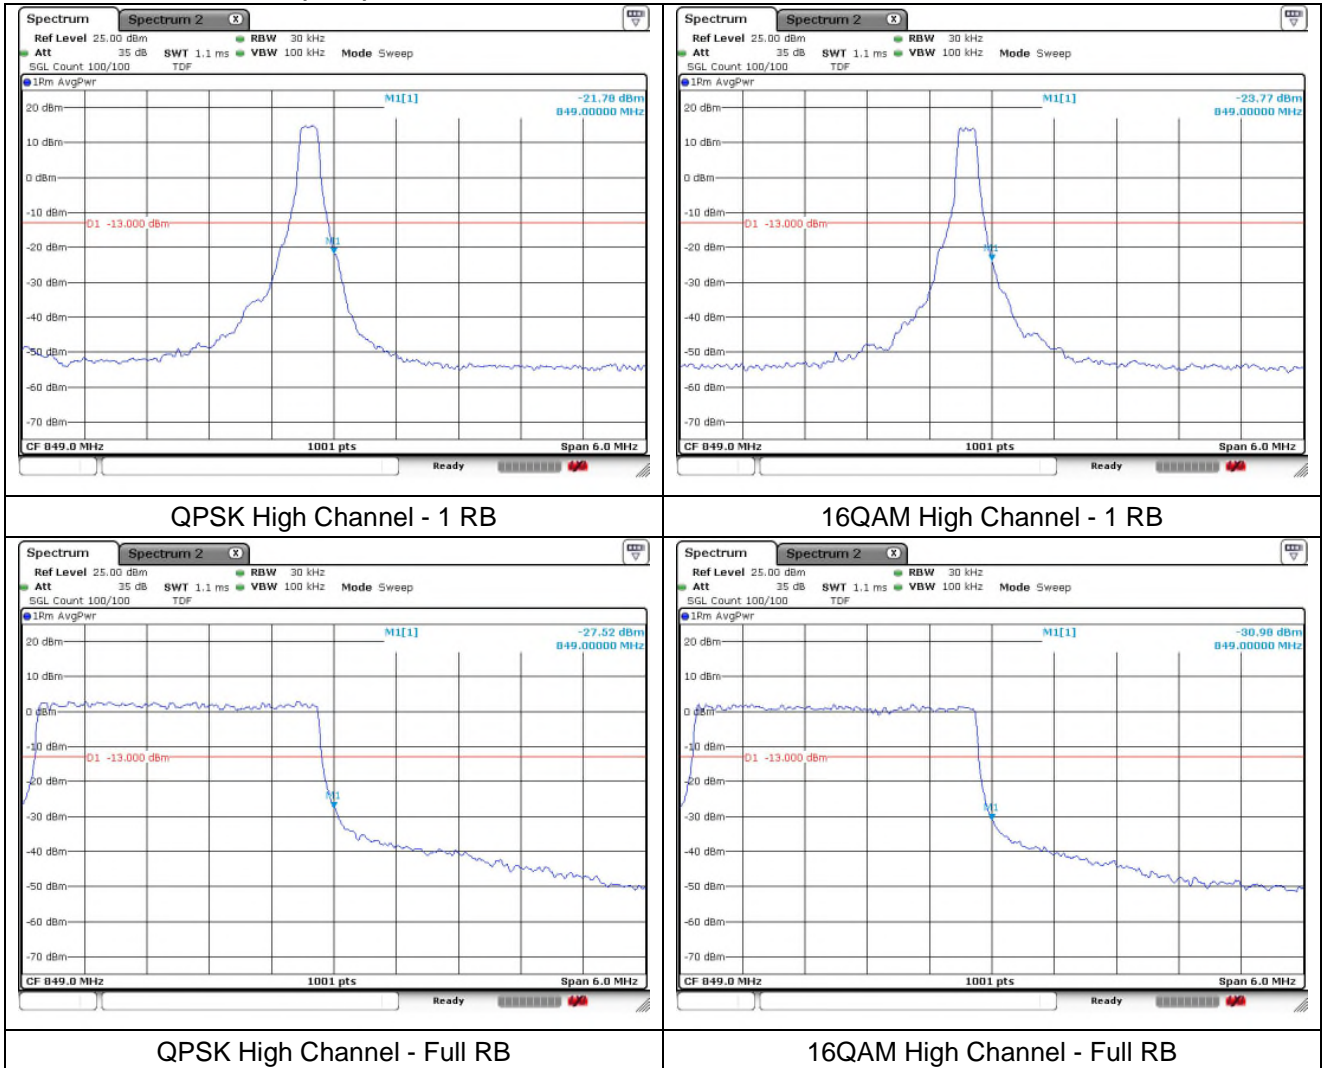 Spectrum Spectrum 2 X
Ref Level 25.00 dBm RBW 30 kHz
Att 35 dB SWT 1.1 ms VBW 100 kHz Mode Sweep
SGL Count 100/100 TDF
1Rm AvgPwr
M1[1] -21.78 dBm
849.00000 MHz
20 dBm
10 dBm
0 dBm
-10 dBm
D1 -13.000 dBm
-20 dBm
M1
-30 dBm
-40 dBm
-50 dBm
-60 dBm
-70 dBm
CF 849.0 MHz 1001 pts Span 6.0 MHz
Ready
QPSK High Channel - 1 RB
Spectrum Spectrum 2 X
Ref Level 25.00 dBm RBW 30 kHz
Att 35 dB SWT 1.1 ms VBW 100 kHz Mode Sweep
SGL Count 100/100 TDF
1Rm AvgPwr
M1[1] -23.77 dBm
849.00000 MHz
20 dBm
10 dBm
0 dBm
-10 dBm
D1 -13.000 dBm
-20 dBm
M1
-30 dBm
-40 dBm
-50 dBm
-60 dBm
-70 dBm
CF 849.0 MHz 1001 pts Span 6.0 MHz
Ready
16QAM High Channel - 1 RB
Spectrum Spectrum 2 X
Ref Level 25.00 dBm RBW 30 kHz
Att 35 dB SWT 1.1 ms VBW 100 kHz Mode Sweep
SGL Count 100/100 TDF
1Rm AvgPwr
M1[1] -27.52 dBm
849.00000 MHz
20 dBm
10 dBm
0 dBm
-10 dBm
D1 -13.000 dBm
-20 dBm
M1
-30 dBm
-40 dBm
-50 dBm
-60 dBm
-70 dBm
CF 849.0 MHz 1001 pts Span 6.0 MHz
Ready
QPSK High Channel - Full RB
Spectrum Spectrum 2 X
Ref Level 25.00 dBm RBW 30 kHz
Att 35 dB SWT 1.1 ms VBW 100 kHz Mode Sweep
SGL Count 100/100 TDF
1Rm AvgPwr
M1[1] -30.98 dBm
849.00000 MHz
20 dBm
10 dBm
0 dBm
-10 dBm
D1 -13.000 dBm
-20 dBm
M1
-30 dBm
-40 dBm
-50 dBm
-60 dBm
-70 dBm
CF 849.0 MHz 1001 pts Span 6.0 MHz
Ready
16QAM High Channel - Full RB